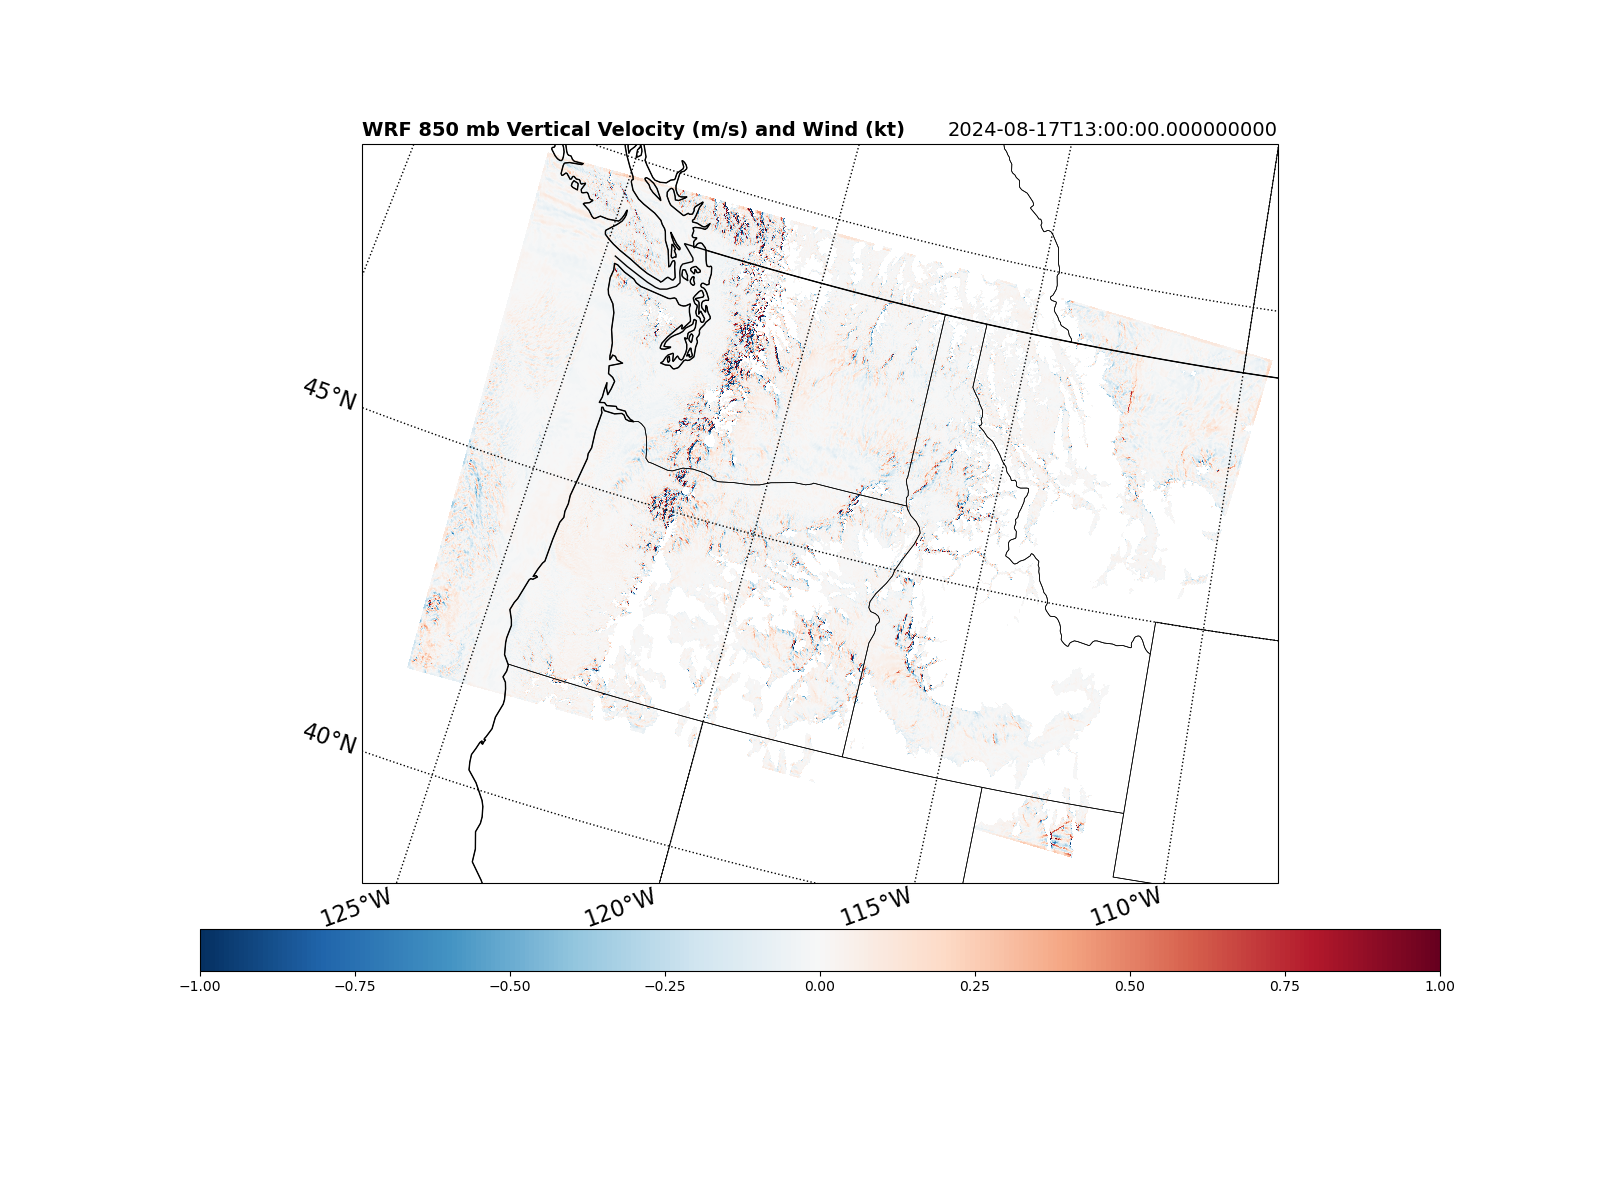 WRF 850 mb Vertical Velocity (m/s) and Wind (kt) 2024-08-17T13:00:00.000000000
45°N
40°N
125°W 120°W 115°W 110°W
−1.00 −0.75 −0.50 −0.25 0.00 0.25 0.50 0.75 1.00